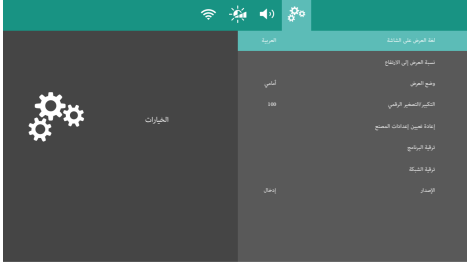 الخيارات
لغة العرض على الشاشة العربية
نسبة العرض إلى الارتفاع
وضع العرض أمامي
التكبير/التصغير الرقمي 100
إعادة تعيين إعدادات المصنع
ترقية البرنامج
ترقية الشبكة
الإصدار إدخال